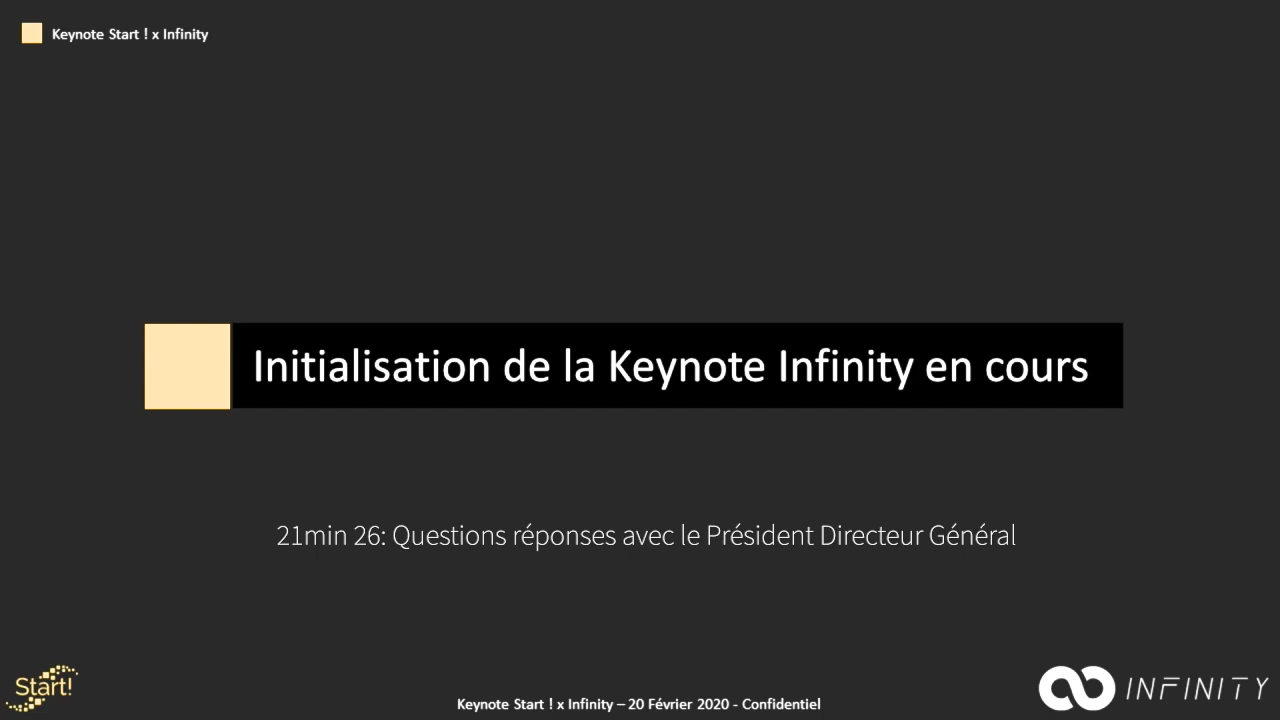 Keynote Start ! x Infinity
Initialisation de la Keynote Infinity en cours
21min 26: Questions réponses avec le Président Directeur Général
Start!
Keynote Start ! x Infinity – 20 Février 2020 - Confidentiel
INFINITY